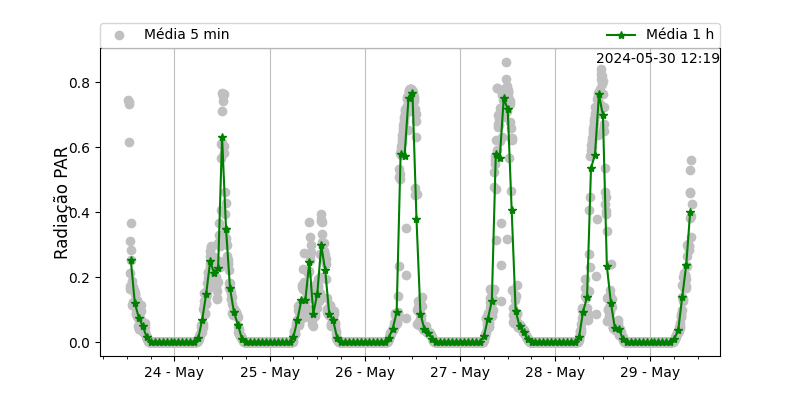 Média 5 min
Média 1 h
2024-05-30 12:19
Radiação PAR
0.8
0.6
0.4
0.2
0.0
24 - May
25 - May
26 - May
27 - May
28 - May
29 - May